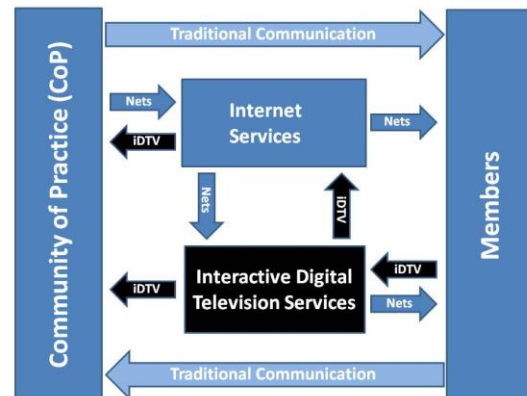 Community of Practice (CoP)
Traditional Communication
Members
Nets
Internet
Services
Nets
iDTV
Nets
iDTV
iDTV
Interactive Digital
Television Services
iDTV
Nets
Traditional Communication